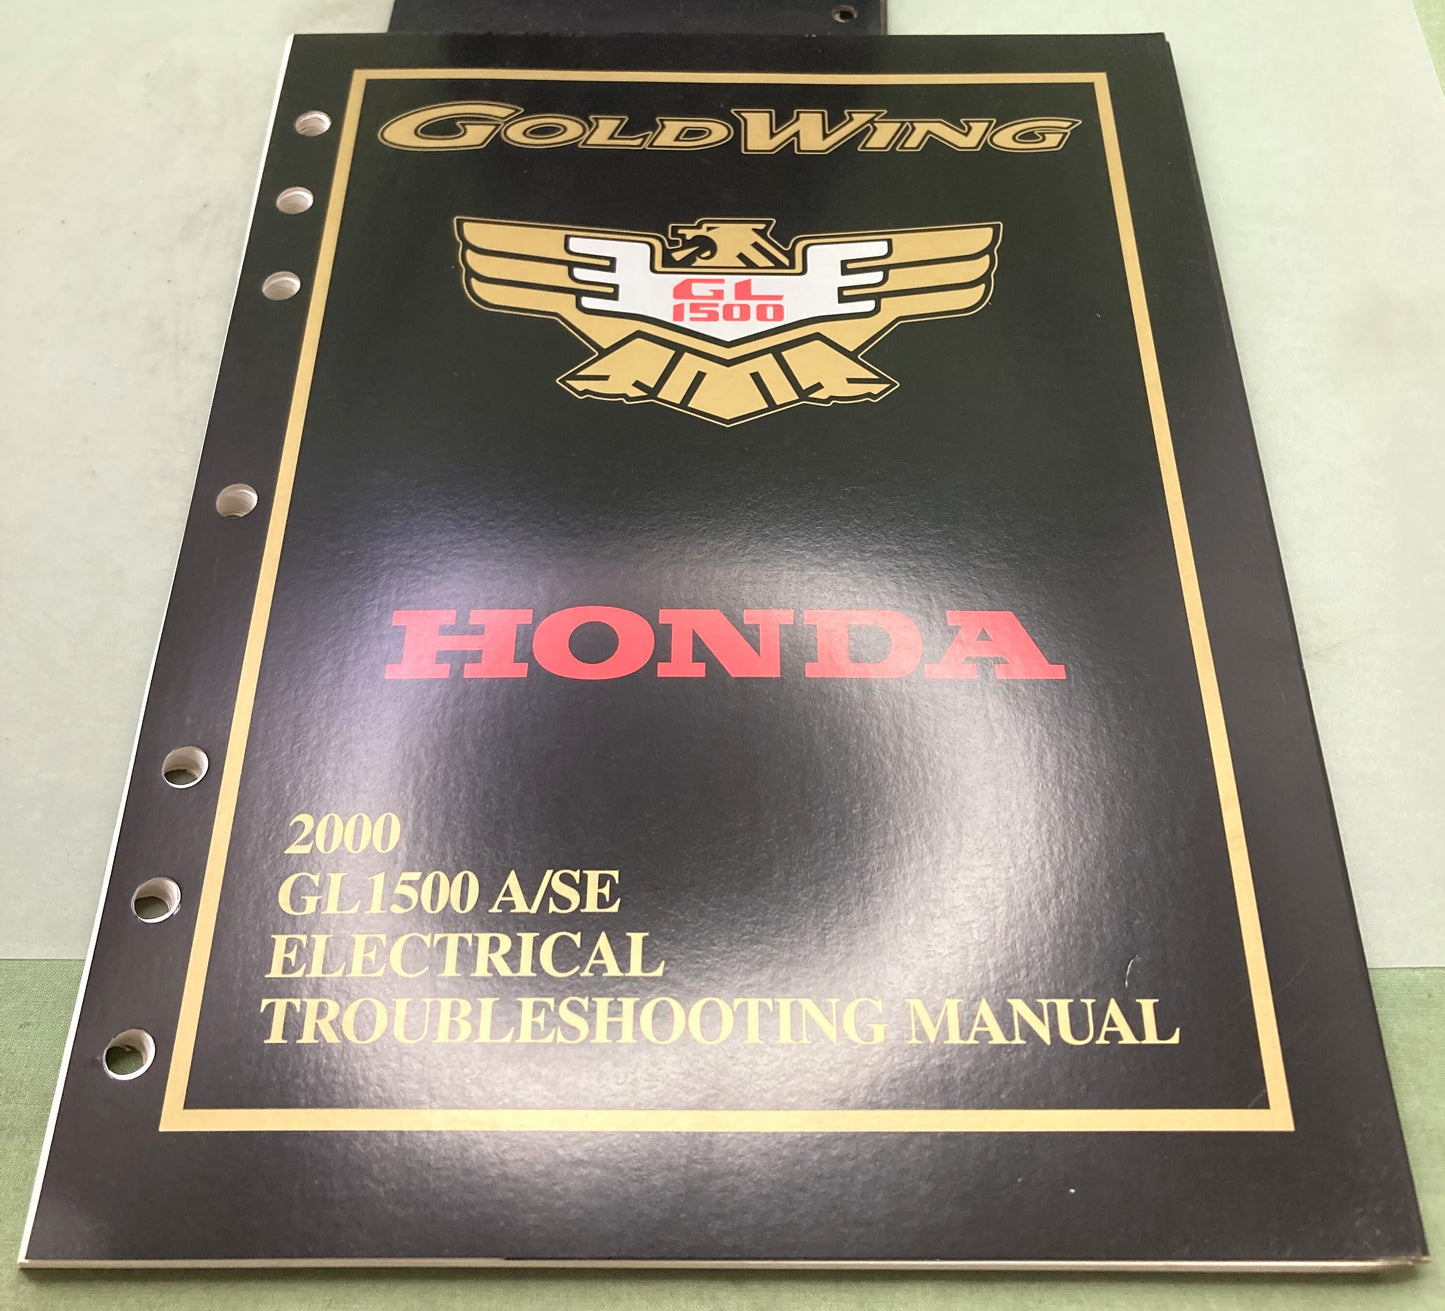 GOLDWING
GL
1500
HONDA
2000
GL1500 A/SE
ELECTRICAL
TROUBLESHOOTING MANUAL